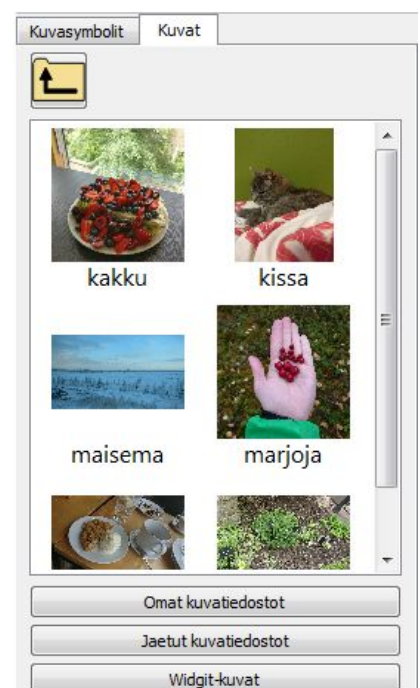 Kuvasymbolit Kuvat
kakku kissa
maisema marjoja
Omat kuvatiedostot
Jaetut kuvatiedostot
Widgit-kuvat